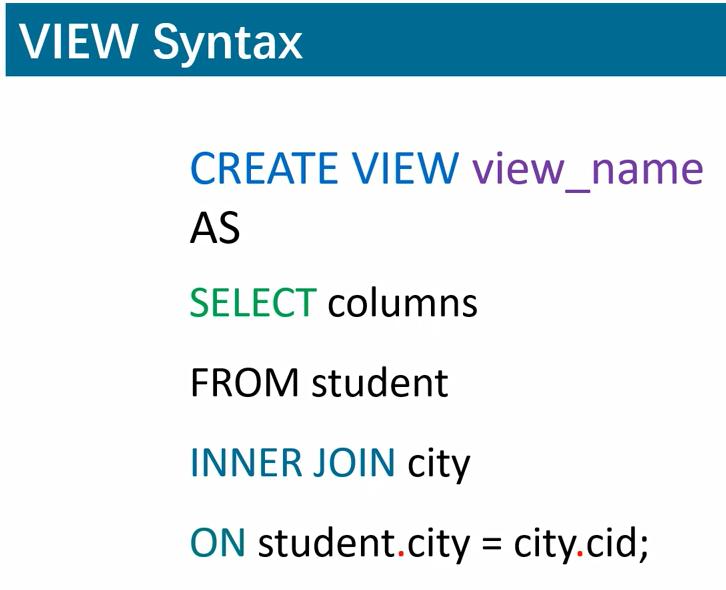 VIEW Syntax
CREATE VIEW view_name
AS
SELECT columns
FROM student
INNER JOIN city
ON student.city = city.cid;